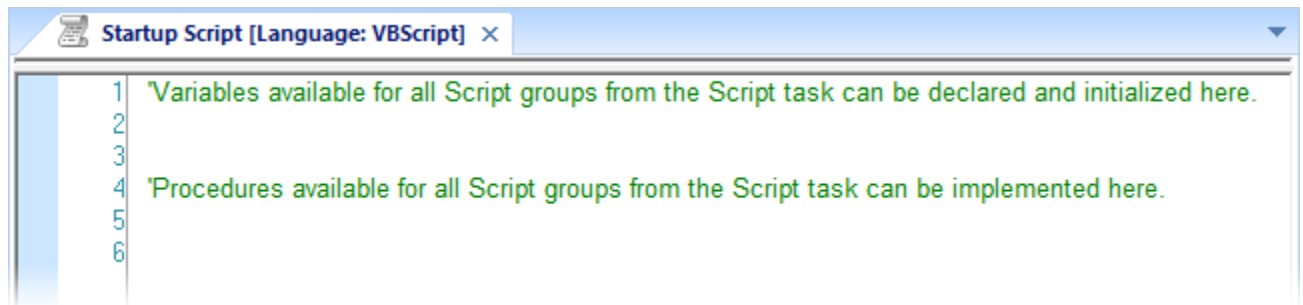 Startup Script [Language: VBScript] ×
1 'Variables available for all Script groups from the Script task can be declared and initialized here.
2
3
4 'Procedures available for all Script groups from the Script task can be implemented here.
5
6